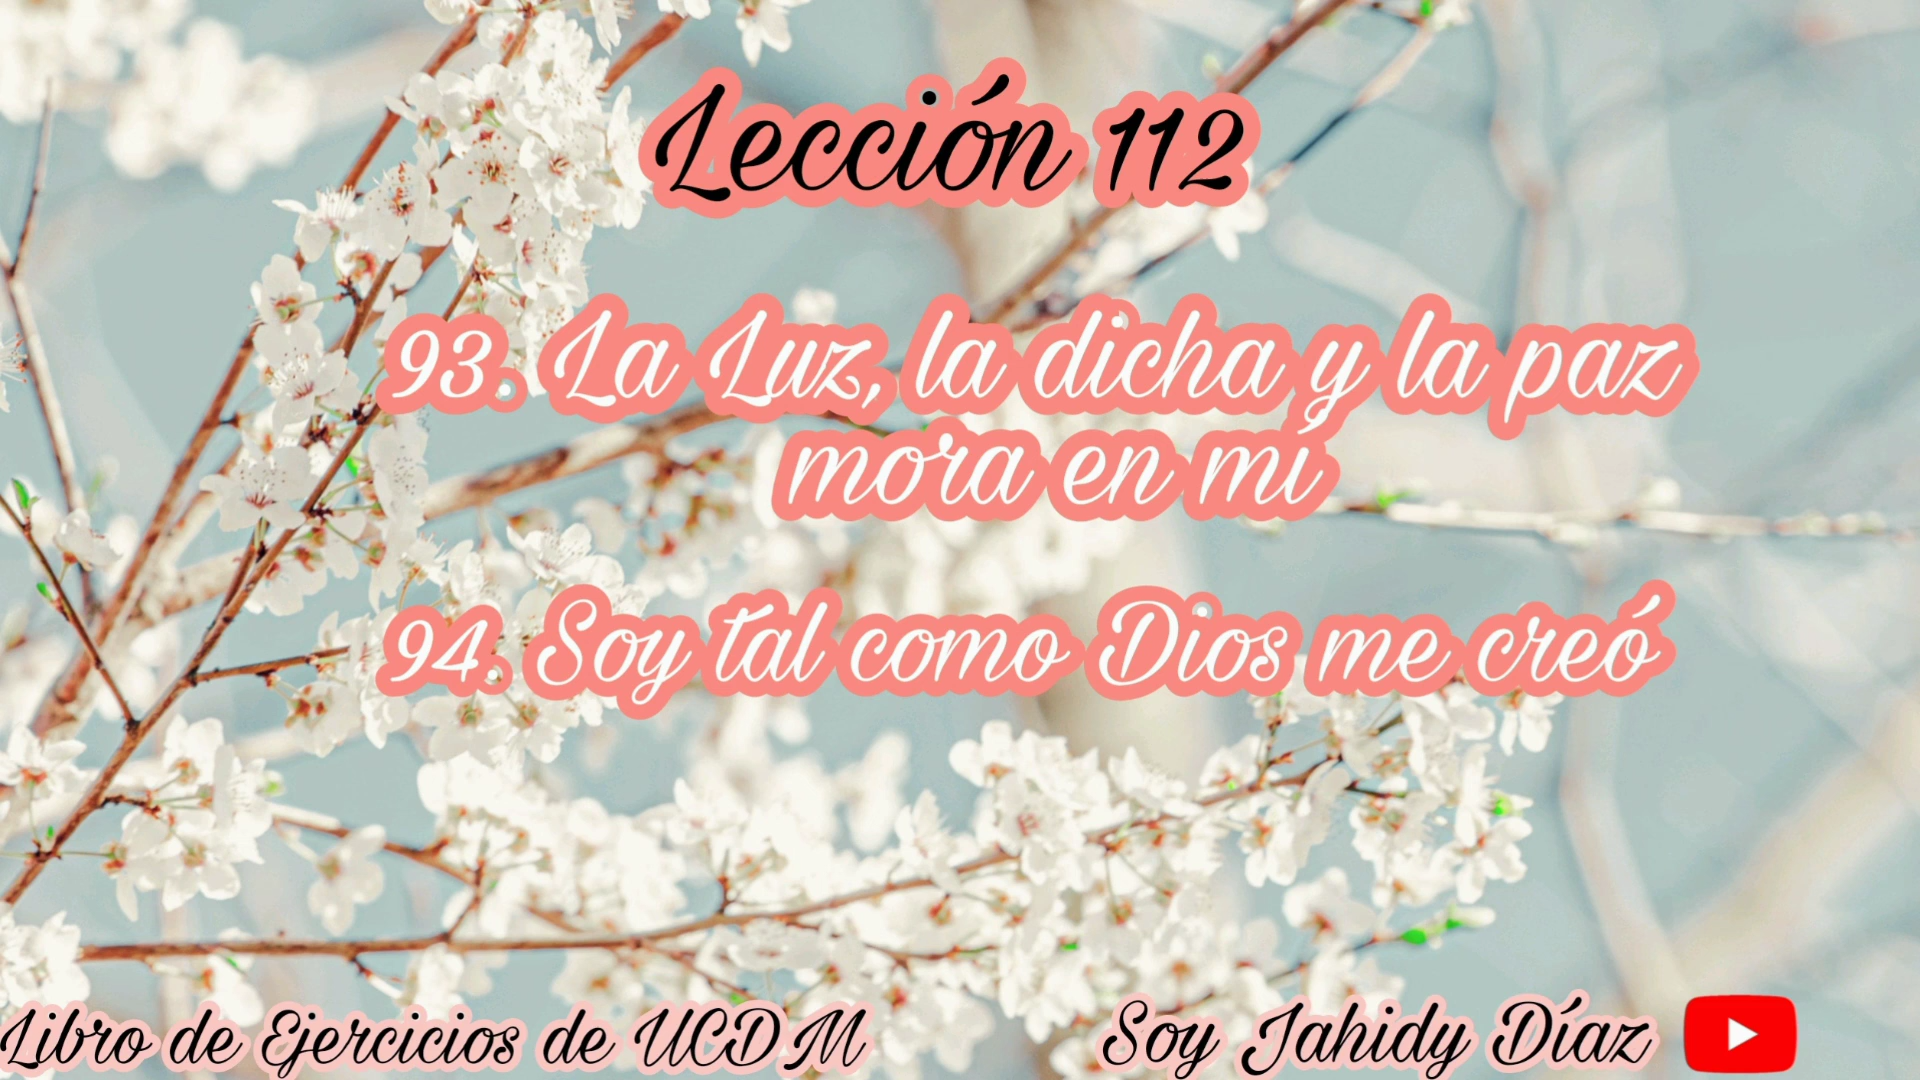 Lección 112
93. La Luz, la dicha y la paz
mora en mí
94. Soy tal como Dios me creó
Libro de Ejercicios de UCDM
Soy Jahidy Díaz